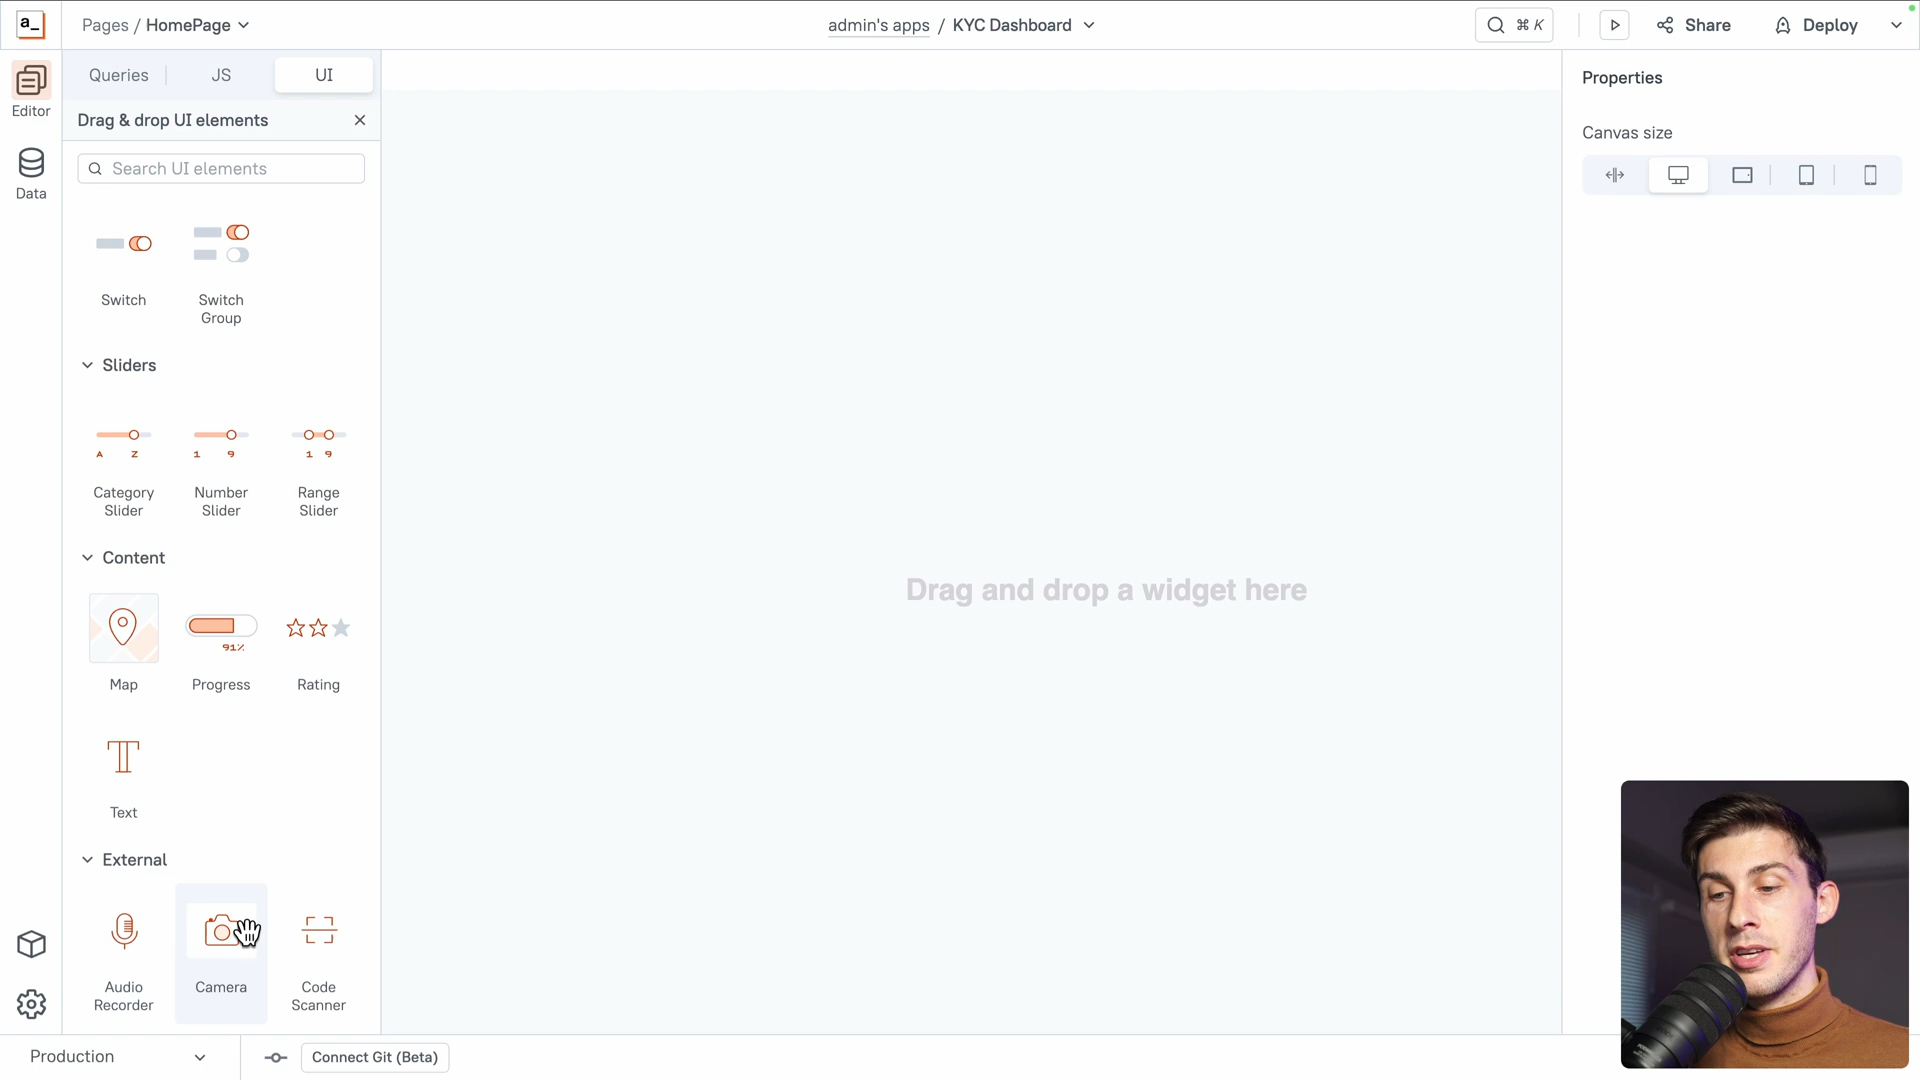 a_
Pages / HomePage
admin's apps / KYC Dashboard
⌘ K
Share
Deploy
Editor
Data
Queries
JS
UI
Drag & drop UI elements
Search UI elements
Switch
Switch
Group
Sliders
A Z
1 9
1 9
Category
Slider
Number
Slider
Range
Slider
Content
91%
Map
Progress
Rating
Text
External
Audio
Recorder
Camera
Code
Scanner
Drag and drop a widget here
Properties
Canvas size
Production
Connect Git (Beta)